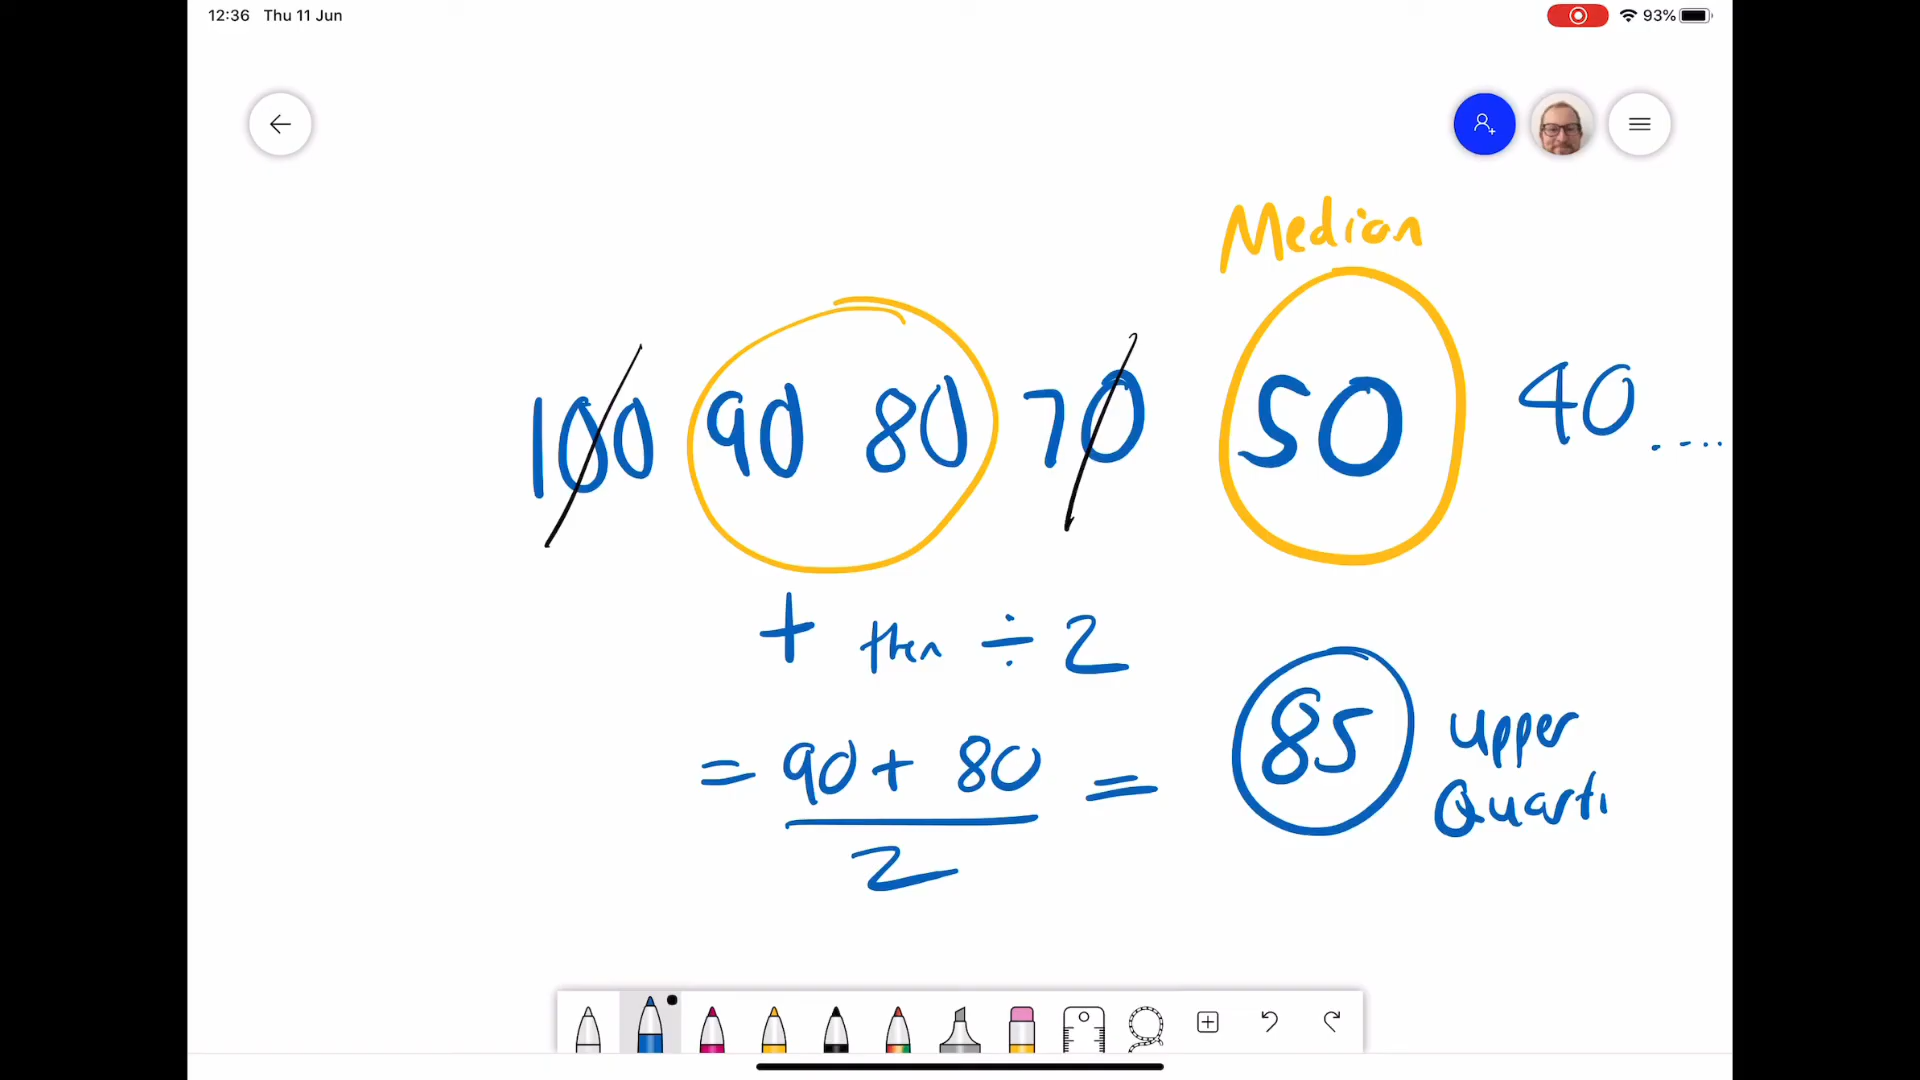 12:36 Thu 11 Jun
93%
Median
100 90 80 70 50 40 ....
+ then ÷ 2
= 90 + 80 = 85 Upper
Quarti
2